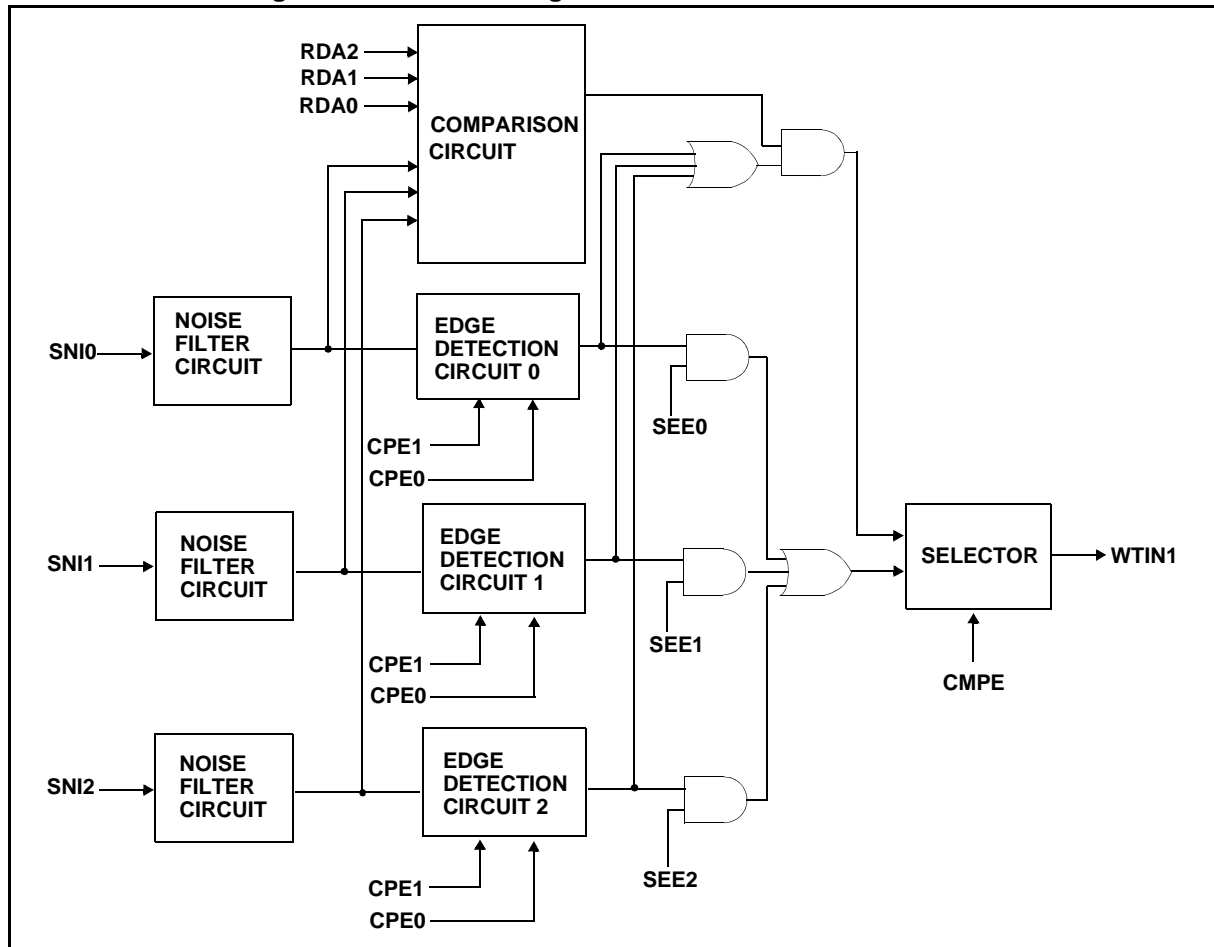 RDA2
RDA1
RDA0
COMPARISON
CIRCUIT
SNI0
NOISE
FILTER
CIRCUIT
EDGE
DETECTION
CIRCUIT 0
CPE1
CPE0
SEE0
SNI1
NOISE
FILTER
CIRCUIT
EDGE
DETECTION
CIRCUIT 1
CPE1
CPE0
SEE1
SELECTOR
WTIN1
CMPE
SNI2
NOISE
FILTER
CIRCUIT
EDGE
DETECTION
CIRCUIT 2
CPE1
CPE0
SEE2